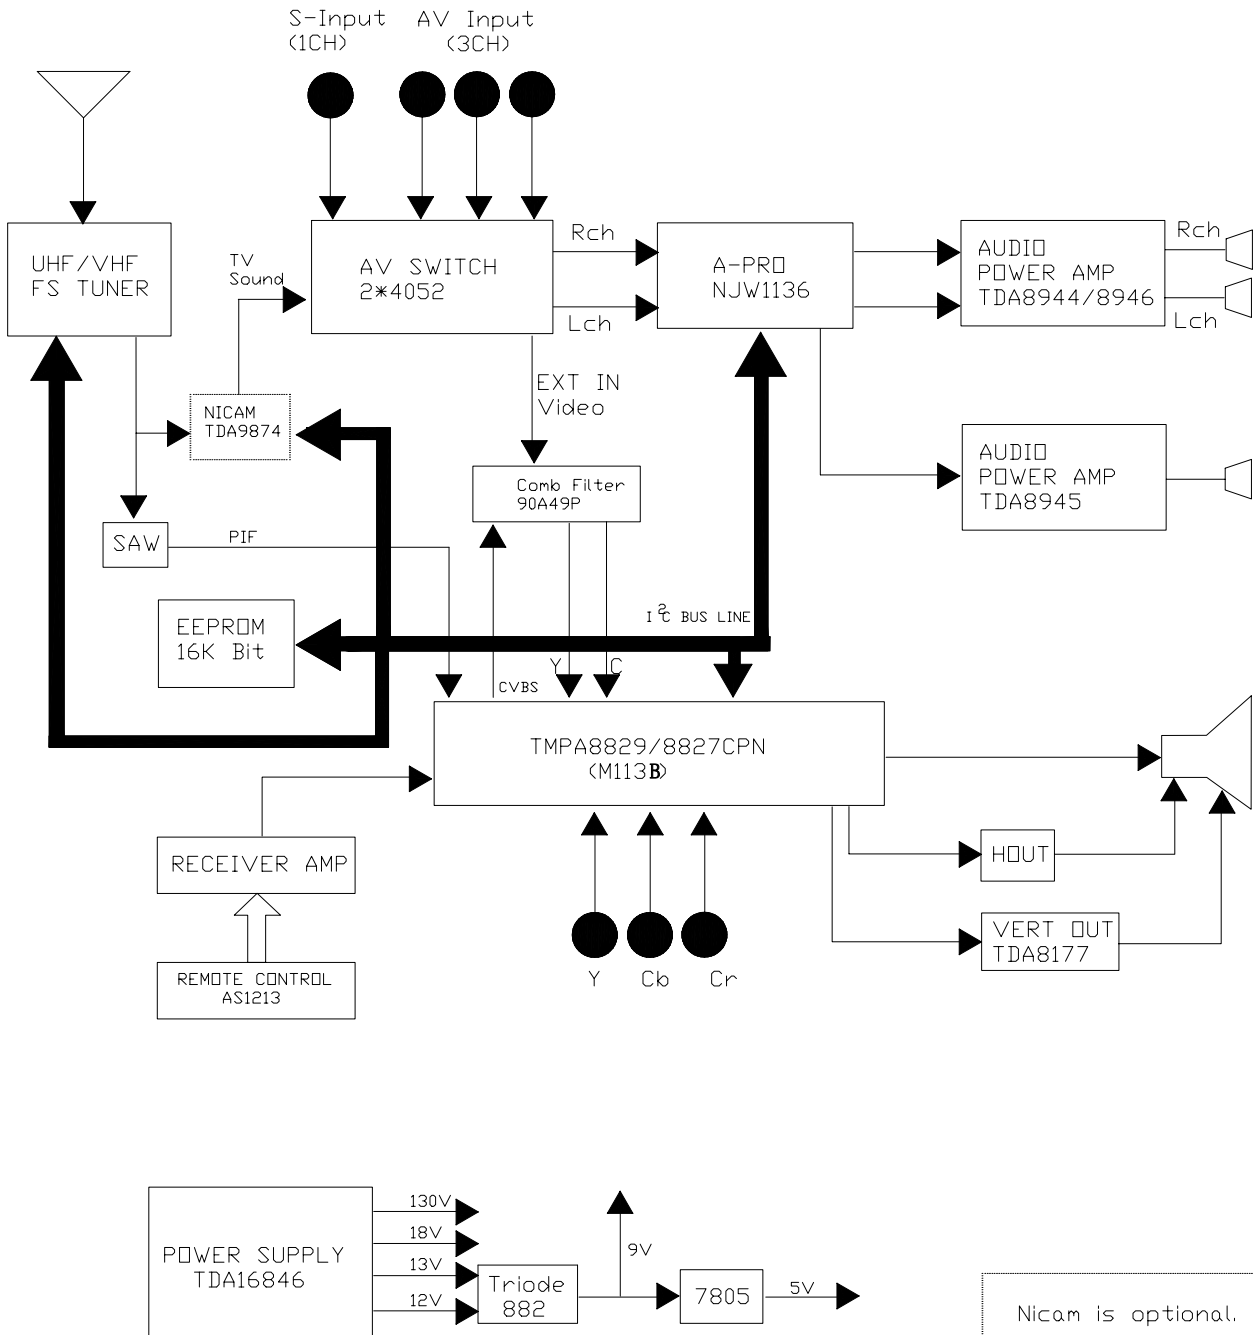 S-Input
(1CH)
AV Input
(3CH)
UHF/VHF
FS TUNER
TV
Sound
AV SWITCH
2*4052
Rch
Lch
A-PRO
NJW1136
AUDIO
POWER AMP
TDA8944/8946
Rch
Lch
NICAM
TDA9874
EXT IN
Video
AUDIO
POWER AMP
TDA8945
Comb Filter
90A49P
SAW
PIF
EEPROM
16K Bit
I²C BUS LINE
Y
C
CVBS
TMPA8829/8827CPN
(M113B)
RECEIVER AMP
HOUT
VERT OUT
TDA8177
REMOTE CONTROL
AS1213
Y
Cb
Cr
POWER SUPPLY
TDA16846
130V
18V
13V
12V
Triode
882
9V
7805
5V
Nicam is optional.